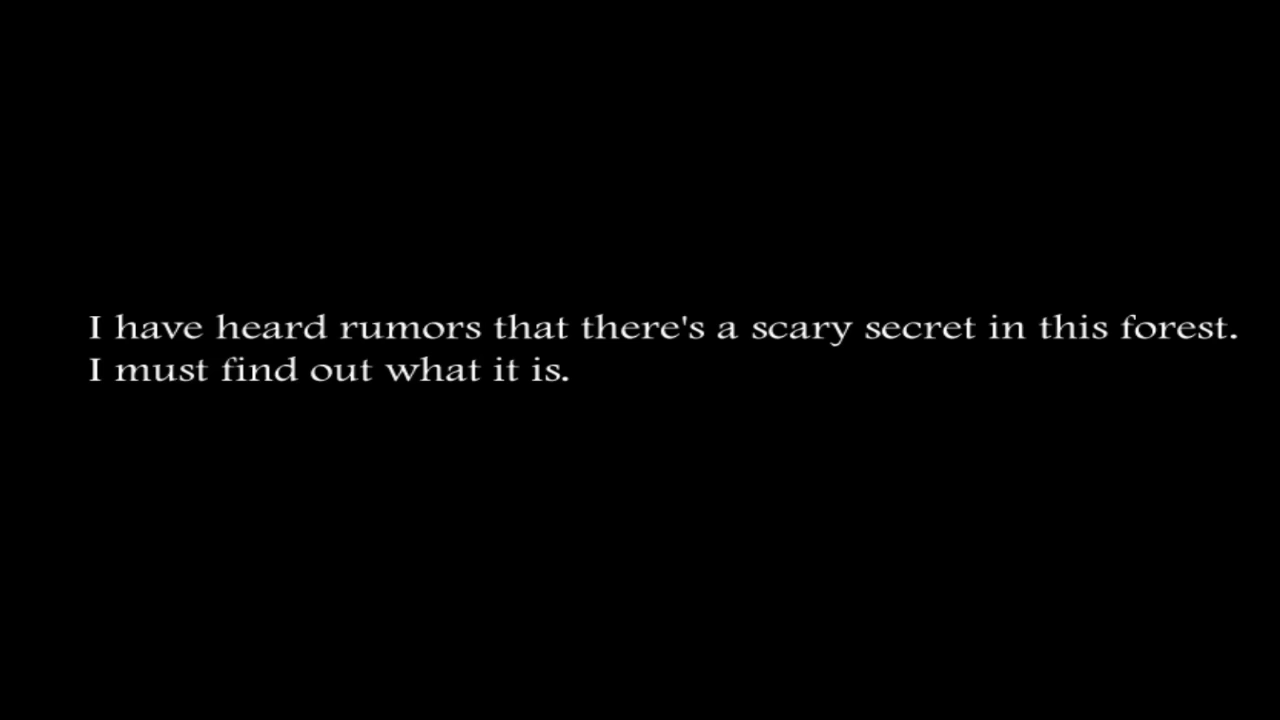 I have heard rumors that there's a scary secret in this forest.
I must find out what it is.